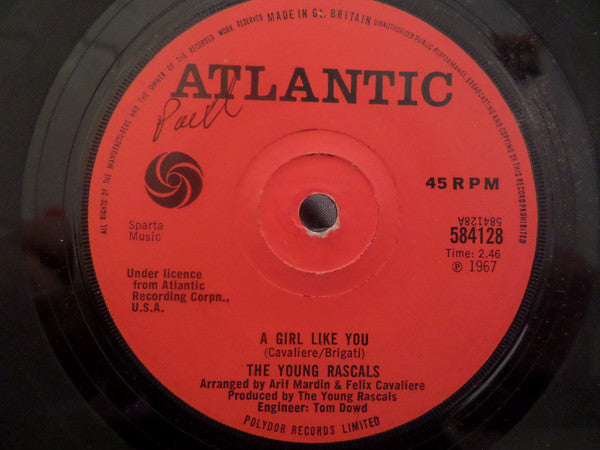 ALL RIGHTS OF THE MANUFACTURERS AND THE OWNER OF THE RECORDED WORK RESERVED MADE IN GT. BRITAIN UNAUTHORISED PUBLIC PERFORMANCE, BROADCASTING AND COPYING OF THIS RECORD PROHIBITED
ATLANTIC
45 RPM
584128A
Sparta
Music
584128
Time: 2.46
℗ 1967
Under licence
from Atlantic
Recording Corpn.,
U.S.A.
A GIRL LIKE YOU
(Cavaliere/Brigati)
THE YOUNG RASCALS
Arranged by Arif Mardin & Felix Cavaliere
Produced by The Young Rascals
Engineer: Tom Dowd
POLYDOR RECORDS LIMITED